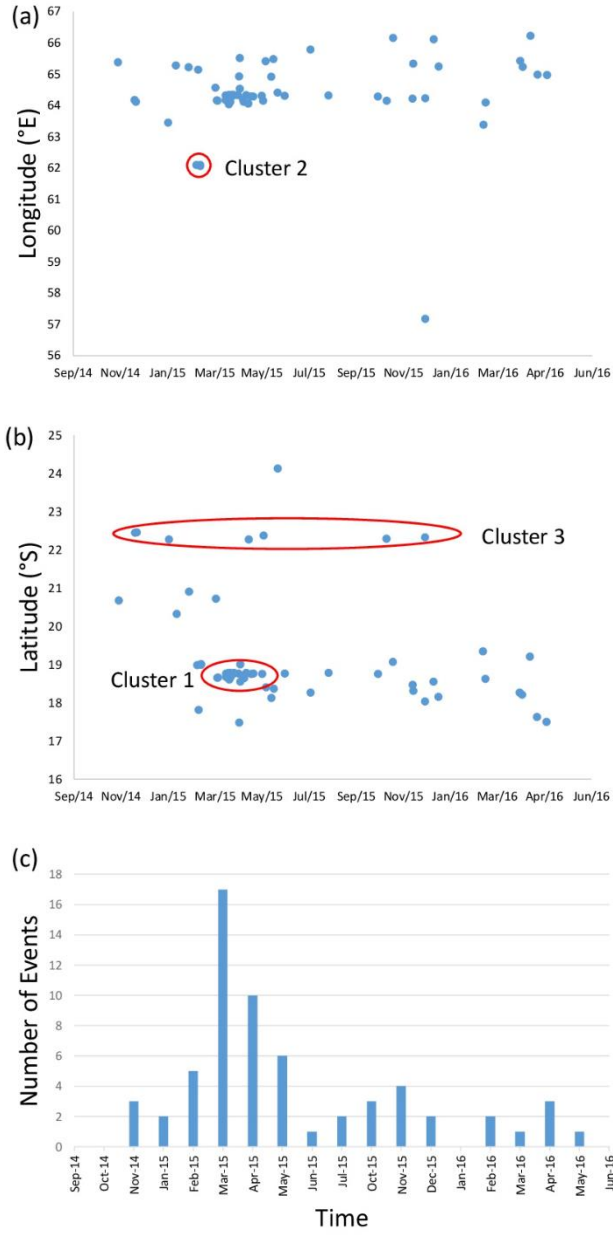 (a)
67
66
65
64
63
62
61
60
59
58
57
56
Longitude (°E)
Cluster 2
Sep/14 Nov/14 Jan/15 Mar/15 May/15 Jul/15 Sep/15 Nov/15 Jan/16 Mar/16 Apr/16 Jun/16
(b)
25
24
23
22
21
20
19
18
17
16
Latitude (°S)
Cluster 3
Cluster 1
Sep/14 Nov/14 Jan/15 Mar/15 May/15 Jul/15 Sep/15 Nov/15 Jan/16 Mar/16 Apr/16 Jun/16
(c)
18
16
14
12
10
8
6
4
2
0
Number of Events
Sep-14 Oct-14 Nov-14 Jan-15 Feb-15 Mar-15 Apr-15 May-15 Jun-15 Jul-15 Sep-15 Oct-15 Nov-15 Dec-15 Jan-16 Feb-16 Mar-16 Apr-16 May-16 Jun-16
Time